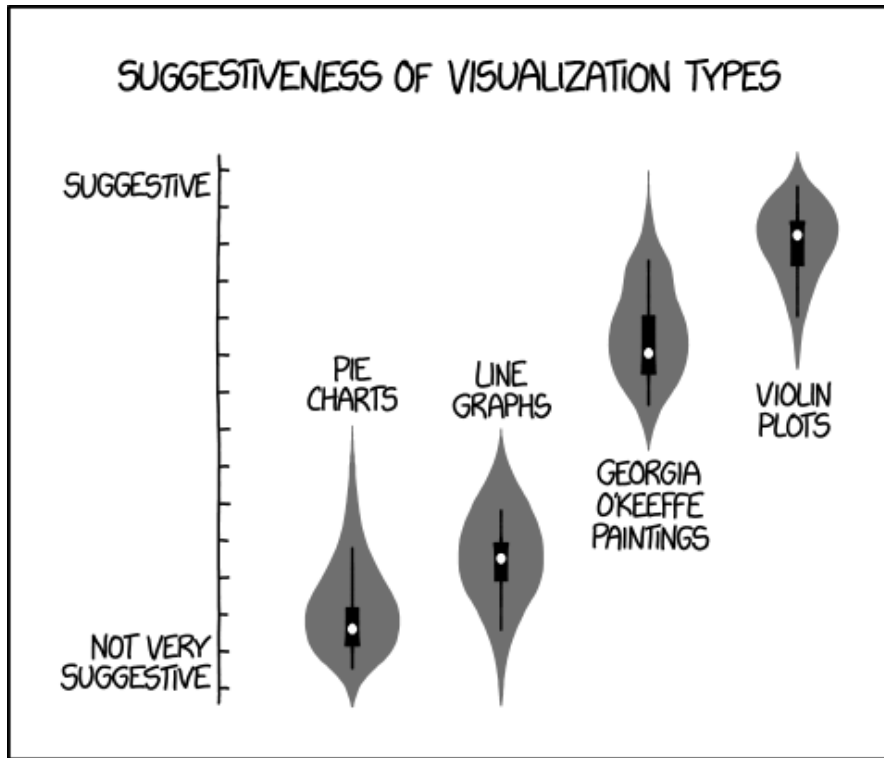 SUGGESTIVENESS OF VISUALIZATION TYPES
SUGGESTIVE
PIE
CHARTS
LINE
GRAPHS
GEORGIA
O'KEEFFE
PAINTINGS
VIOLIN
PLOTS
NOT VERY
SUGGESTIVE